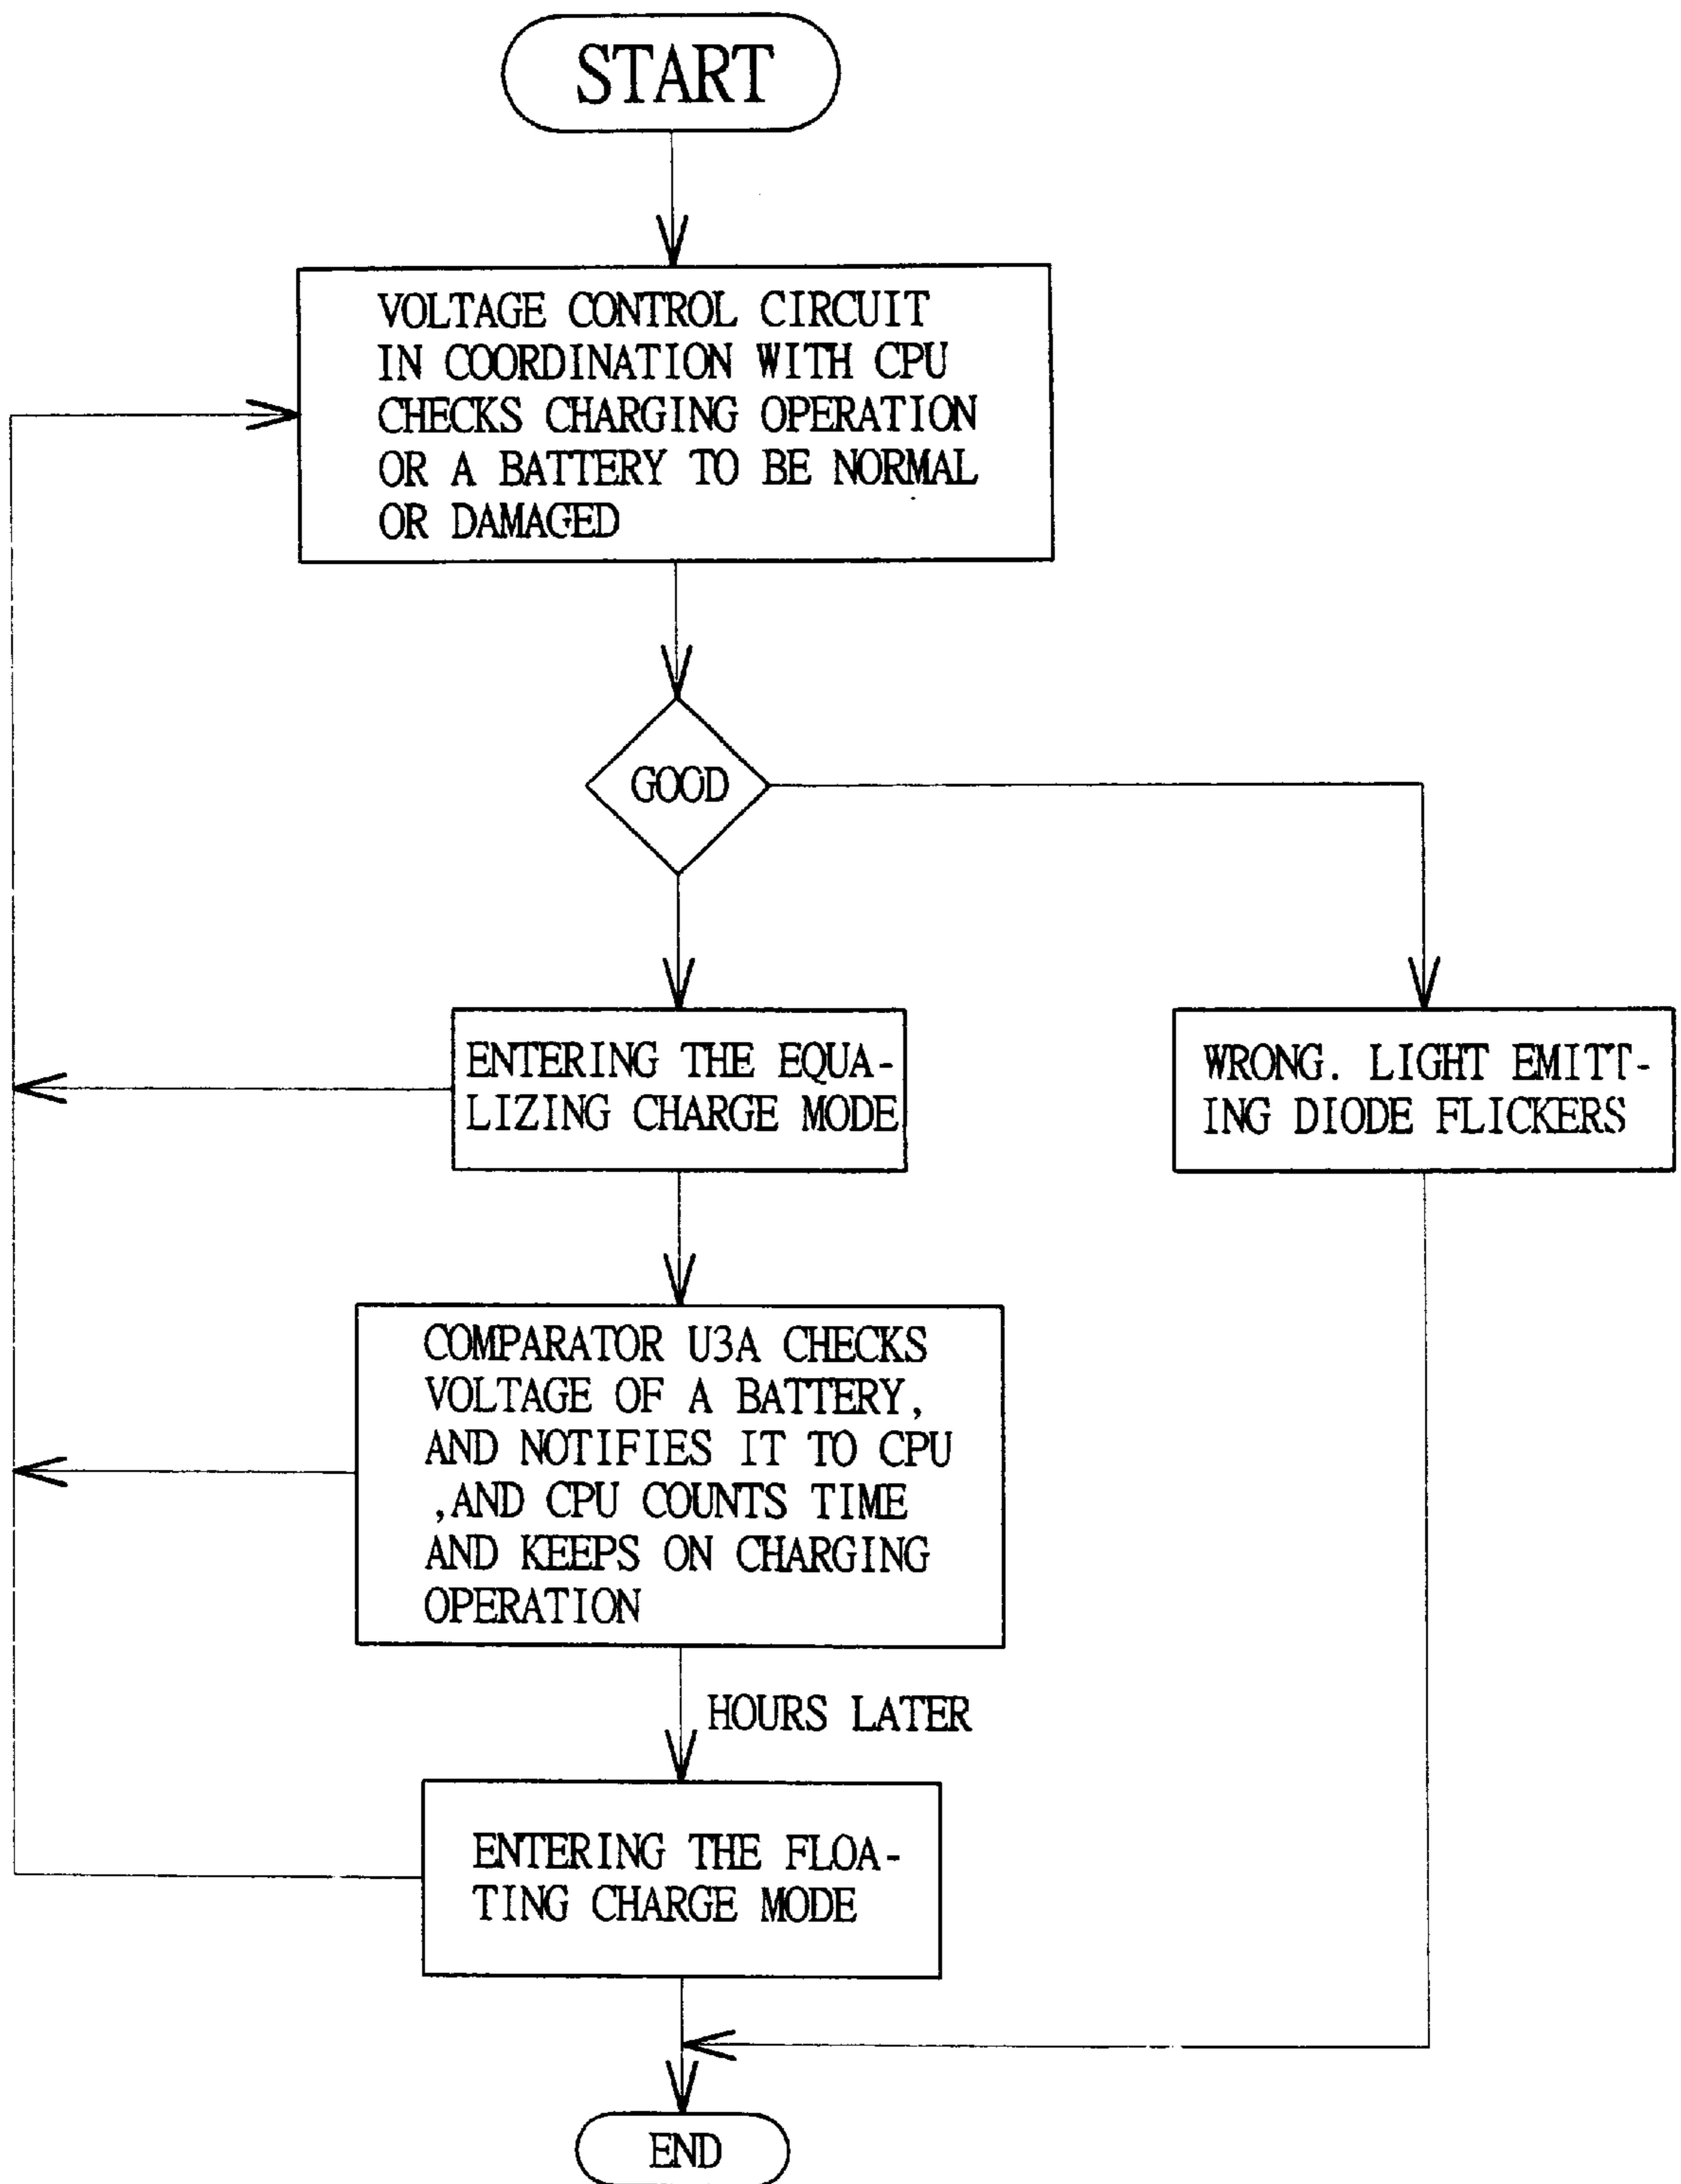 START
VOLTAGE CONTROL CIRCUIT
IN COORDINATION WITH CPU
CHECKS CHARGING OPERATION
OR A BATTERY TO BE NORMAL
OR DAMAGED
GOOD
ENTERING THE EQUA-
LIZING CHARGE MODE
WRONG. LIGHT EMITT-
ING DIODE FLICKERS
COMPARATOR U3A CHECKS
VOLTAGE OF A BATTERY,
AND NOTIFIES IT TO CPU
,AND CPU COUNTS TIME
AND KEEPS ON CHARGING
OPERATION
HOURS LATER
ENTERING THE FLOA-
TING CHARGE MODE
END